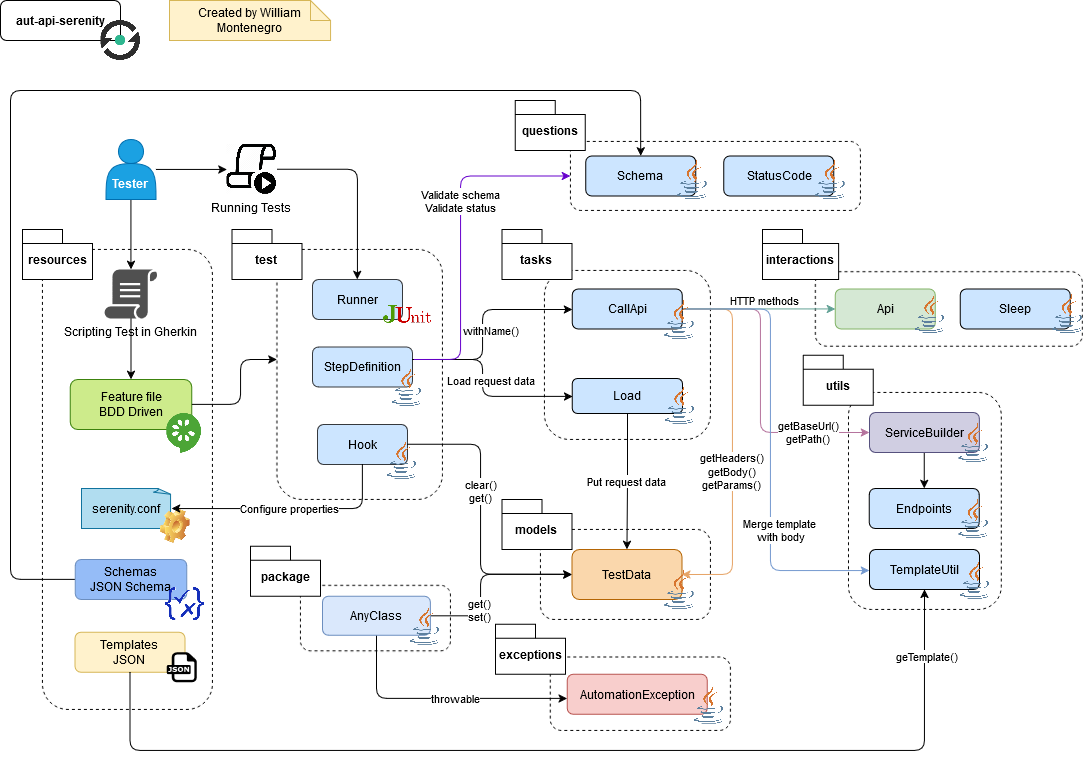 aut-api-serenity
Created by William
Montenegro
questions
Schema
StatusCode
Tester
Running Tests
Validate schema
Validate status
resources
test
tasks
interactions
Scripting Test in Gherkin
Runner
JUnit
withName()
CallApi
HTTP methods
Api
Sleep
StepDefinition
Load request data
Load
utils
Feature file
BDD Driven
getBaseUrl()
getPath()
ServiceBuilder
Hook
getHeaders()
getBody()
getParams()
clear()
get()
Put request data
serenity.conf
Configure properties
Endpoints
models
Merge template
with body
Schemas
JSON Schema
{✓x}
package
TestData
TemplateUtil
AnyClass
get()
set()
Templates
JSON
JSON
exceptions
geTemplate()
throwable
AutomationException